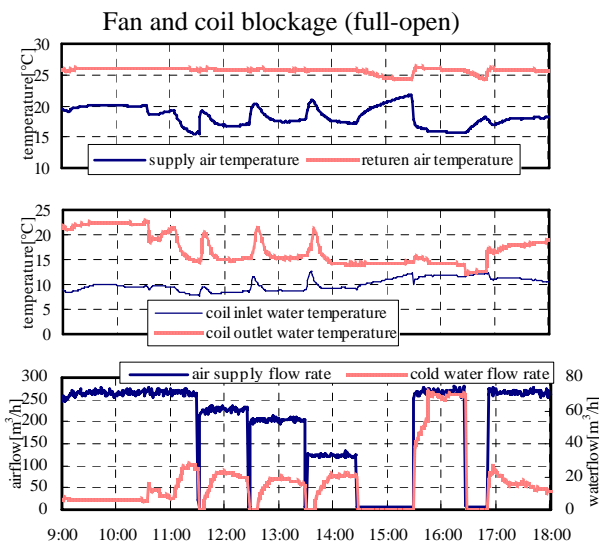 Fan and coil blockage (full-open)
temperature[℃]
30
25
20
15
10
supply air temperature
returen air temperature
temperature[℃]
25
20
15
10
5
0
coil inlet water temperature
coil outlet water temperature
airflow[m³/h]
300
250
200
150
100
50
0
air supply flow rate
cold water flow rate
80
60
40
20
0
waterflow[m³/h]
9:00 10:00 11:00 12:00 13:00 14:00 15:00 16:00 17:00 18:00